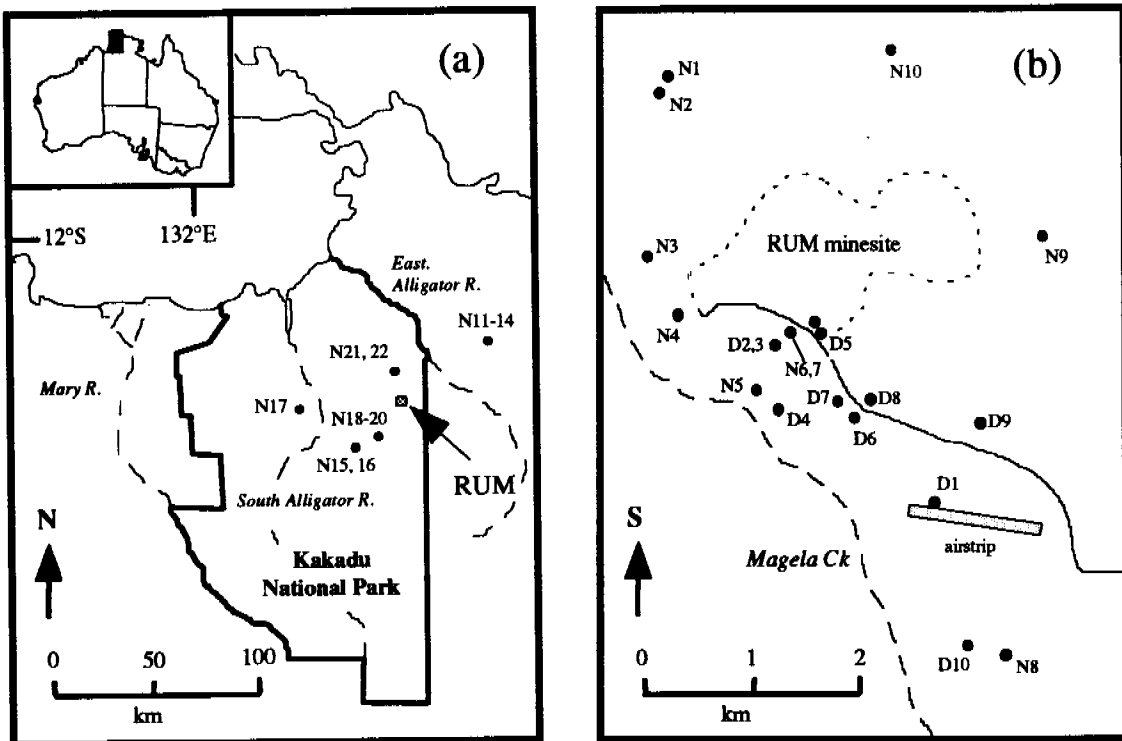 (a)
12°S
132°E
East.
Alligator R.
N11-14
N21, 22
Mary R.
N17
N18-20
N15, 16
RUM
South Alligator R.
N
Kakadu
National Park
0 50 100
km
(b)
N1
N2
N10
RUM minesite
N3
N9
N4
D5
D2,3
N6,7
N5
D7
D8
D4
D6
D9
D1
S
airstrip
Magela Ck
0 1 2
D10
N8
km